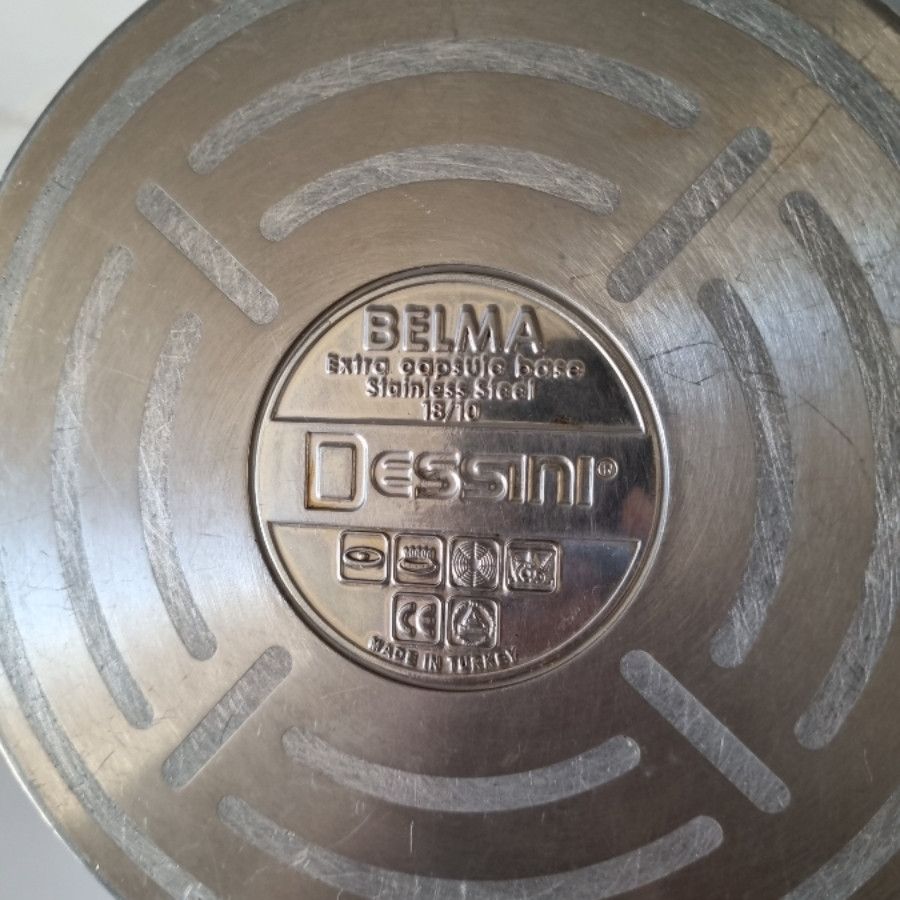 BELMA
Extra capsule base
Stainless Steel
18/10
Dessini®
CE
MADE IN TURKEY